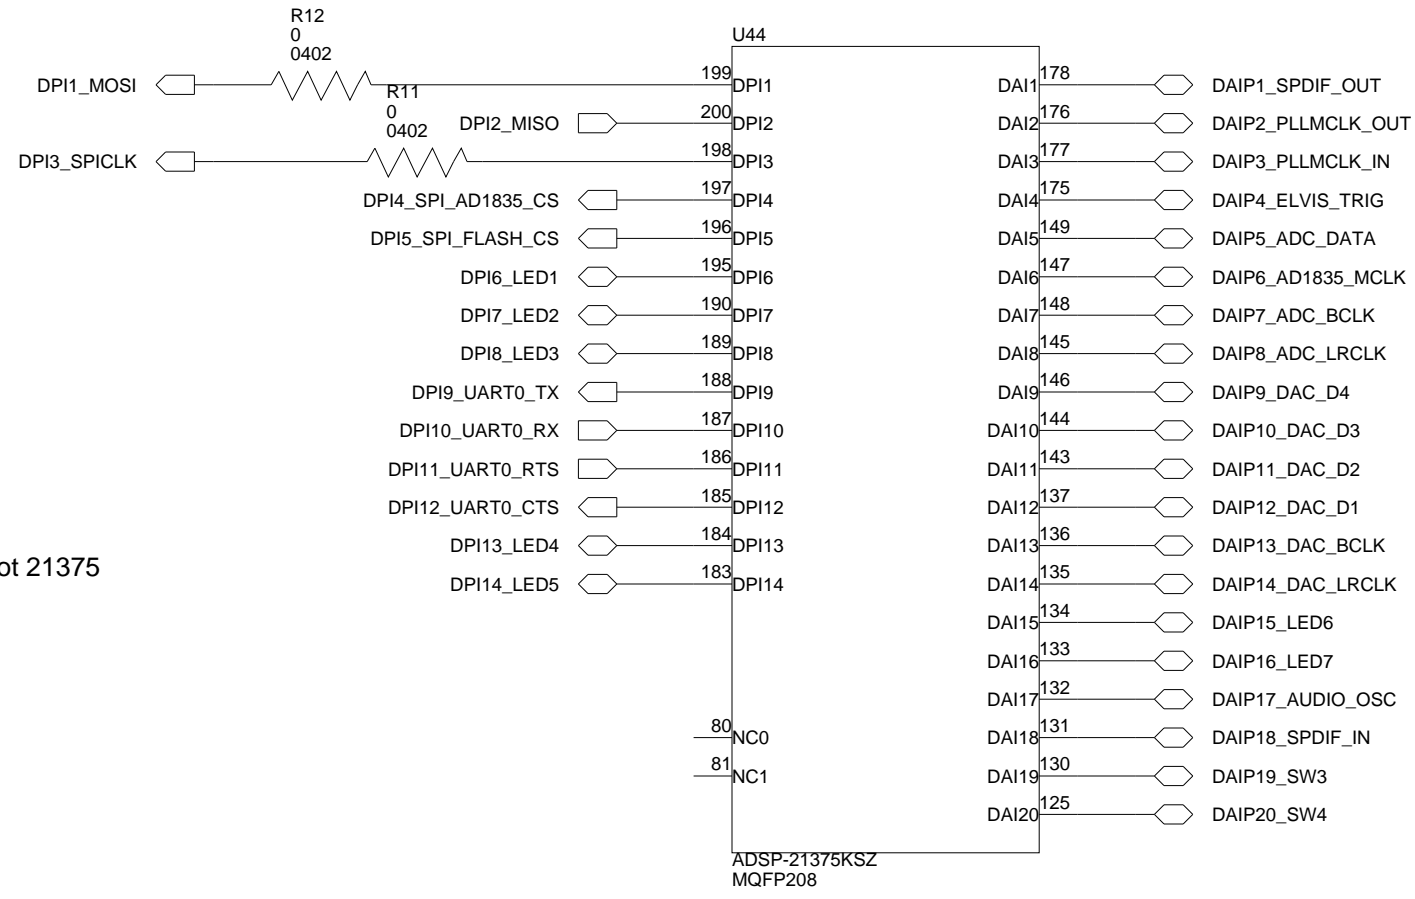 R12
0
0402
U44
DPI1_MOSI 199 DPI1 DAI1 178 DAIP1_SPDIF_OUT
R11
0
0402
DPI2_MISO 200 DPI2 DAI2 176 DAIP2_PLLMCLK_OUT
DPI3_SPICLK 198 DPI3 DAI3 177 DAIP3_PLLMCLK_IN
DPI4_SPI_AD1835_CS 197 DPI4 DAI4 175 DAIP4_ELVIS_TRIG
DPI5_SPI_FLASH_CS 196 DPI5 DAI5 149 DAIP5_ADC_DATA
DPI6_LED1 195 DPI6 DAI6 147 DAIP6_AD1835_MCLK
DPI7_LED2 190 DPI7 DAI7 148 DAIP7_ADC_BCLK
DPI8_LED3 189 DPI8 DAI8 145 DAIP8_ADC_LRCLK
DPI9_UART0_TX 188 DPI9 DAI9 146 DAIP9_DAC_D4
DPI10_UART0_RX 187 DPI10 DAI10 144 DAIP10_DAC_D3
DPI11_UART0_RTS 186 DPI11 DAI11 143 DAIP11_DAC_D2
DPI12_UART0_CTS 185 DPI12 DAI12 137 DAIP12_DAC_D1
DPI13_LED4 184 DPI13 DAI13 136 DAIP13_DAC_BCLK
ot 21375
DPI14_LED5 183 DPI14 DAI14 135 DAIP14_DAC_LRCLK
DAI15 134 DAIP15_LED6
DAI16 133 DAIP16_LED7
DAI17 132 DAIP17_AUDIO_OSC
80 NC0 DAI18 131 DAIP18_SPDIF_IN
81 NC1 DAI19 130 DAIP19_SW3
DAI20 125 DAIP20_SW4
ADSP-21375KSZ
MQFP208